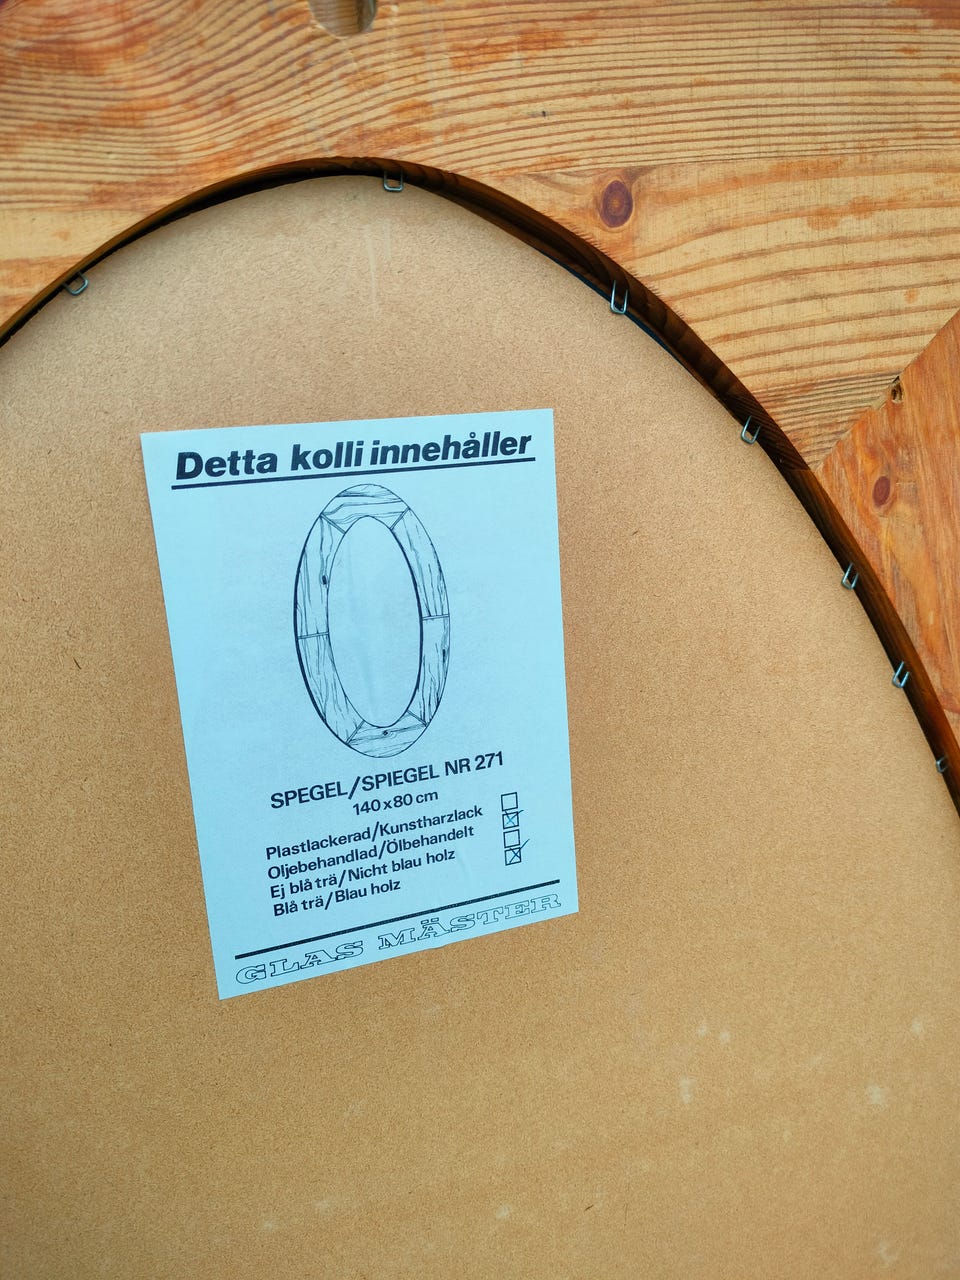 Detta kolli innehåller
SPEGEL/SPIEGEL NR 271
140 x 80 cm
Plastlackerad/Kunstharzlack
Oljebehandlad/Ölbehandelt
Ej blå trä/Nicht blau holz
Blå trä/Blau holz
GLAS MÄSTER